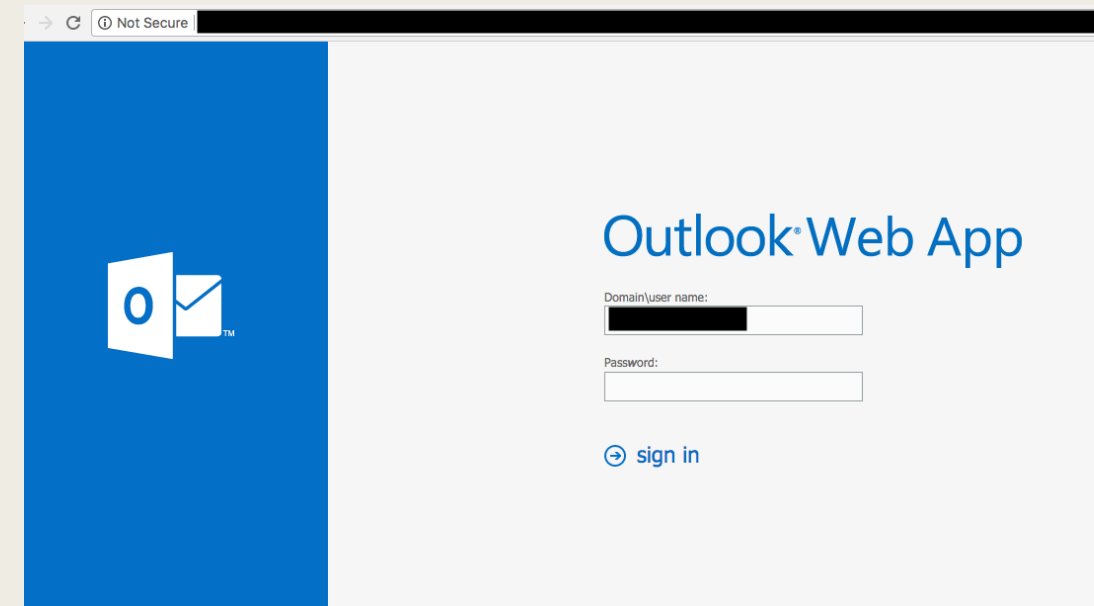 Not Secure
O
TM
Outlook® Web App
Domain\user name:
Password:
sign in